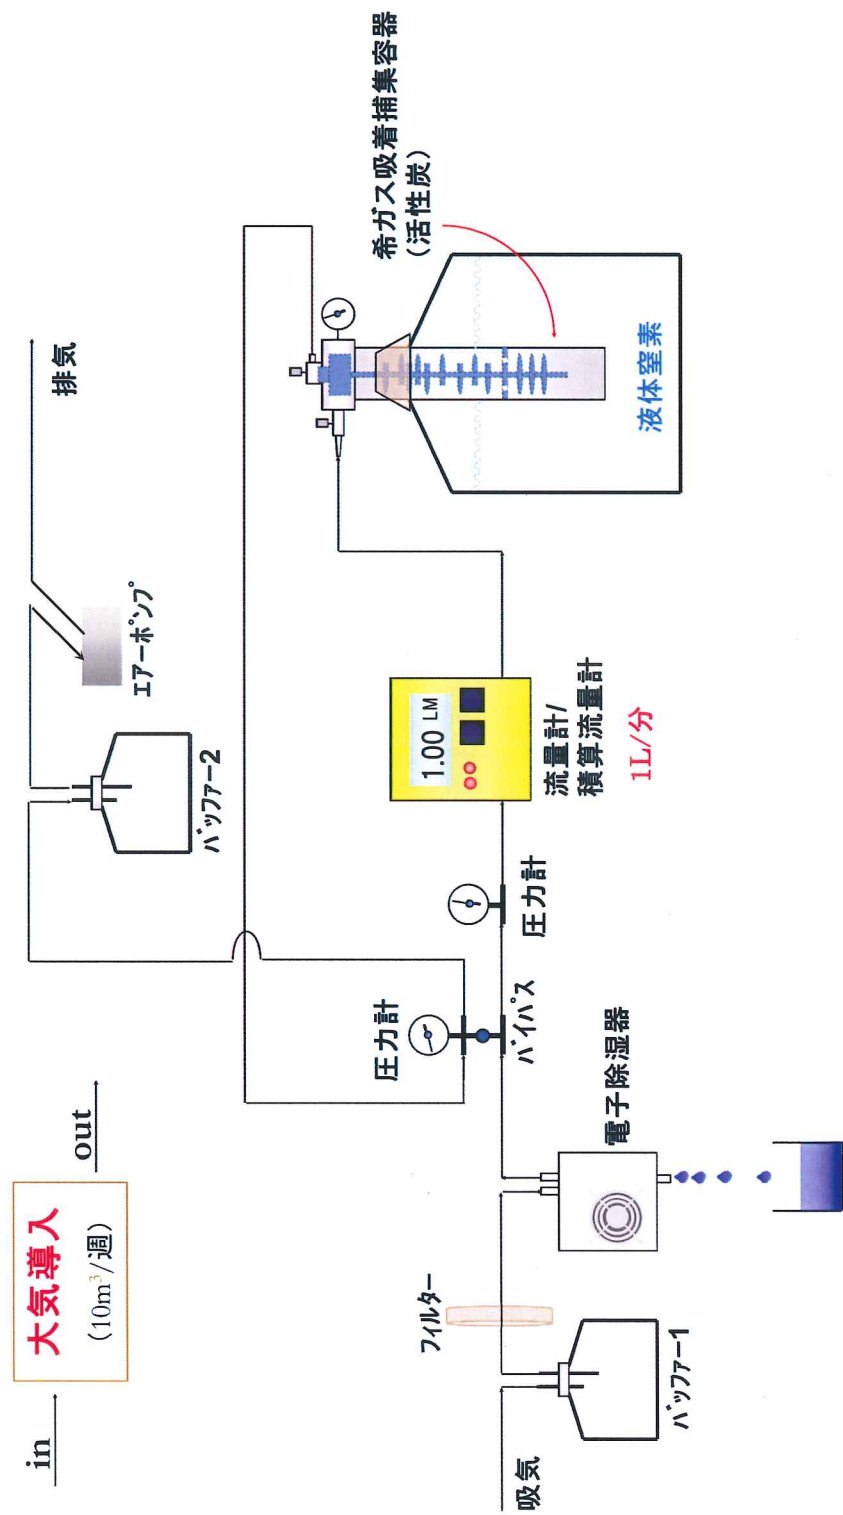 大気導入
（10m³/週）
in
out
吸気
バッファー1
フィルター
電子除湿器
圧力計
バイパス
圧力計
1.00 LM
流量計/
積算流量計
1L/分
バッファー2
エアーポンプ
排気
希ガス吸着捕集容器
（活性炭）
液体窒素